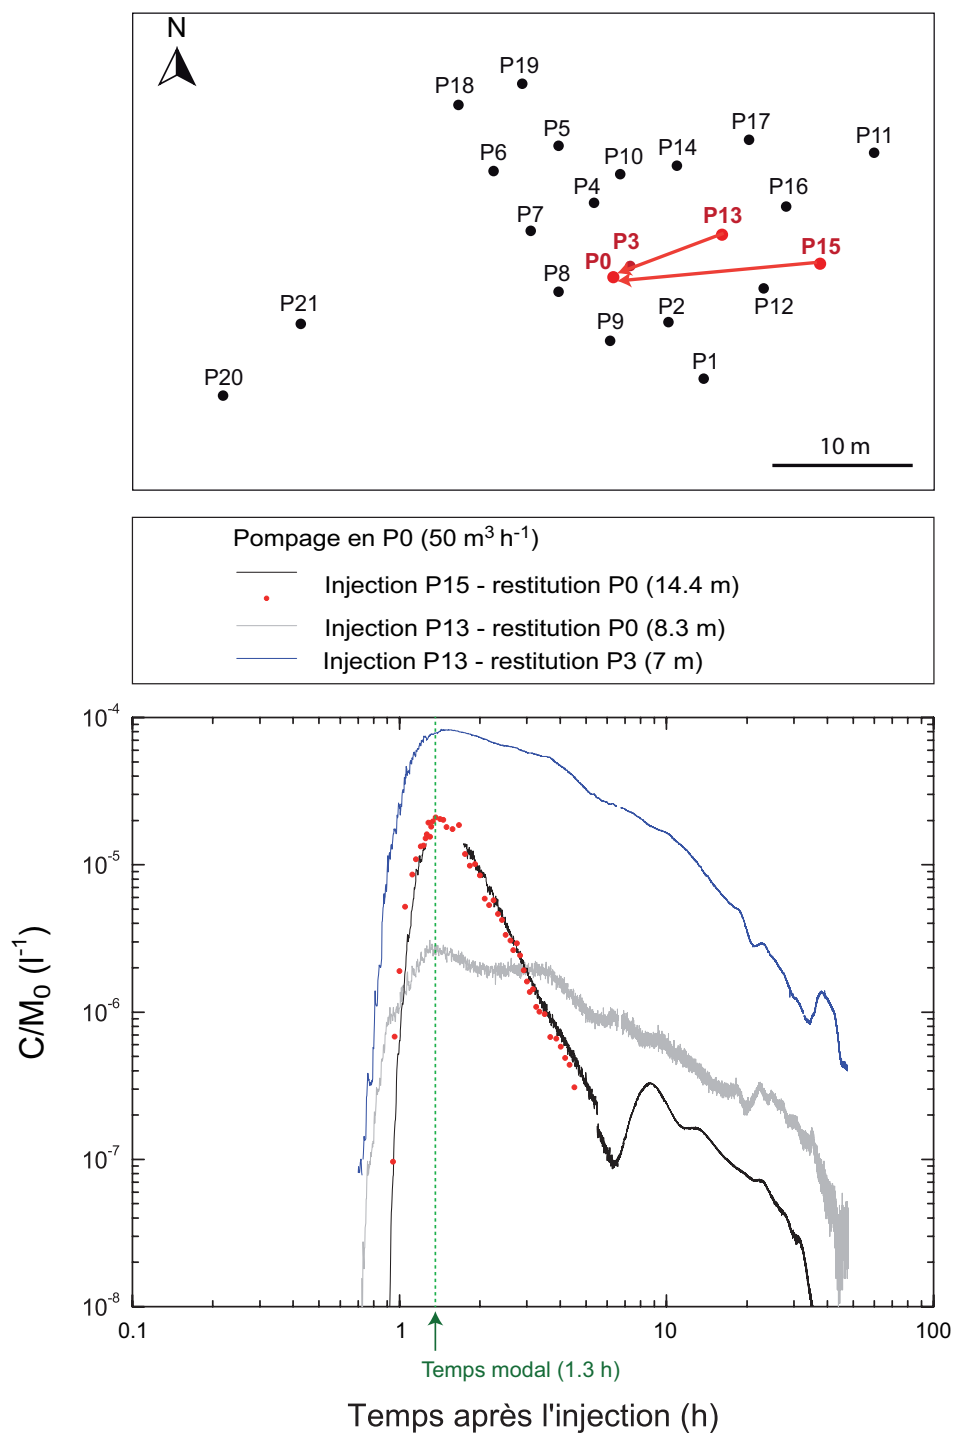 N
P19
P18
P17
P5
P11
P14
P10
P6
P16
P4
P13
P7
P3
P15
P0
P8
P21
P12
P2
P9
P1
P20
10 m
Pompage en P0 (50 m³ h⁻¹)
Injection P15 - restitution P0 (14.4 m)
Injection P13 - restitution P0 (8.3 m)
Injection P13 - restitution P3 (7 m)
10⁻⁴
10⁻⁵
10⁻⁶
10⁻⁷
10⁻⁸
C/M₀ (l⁻¹)
0.1 1 10 100
Temps modal (1.3 h)
Temps après l'injection (h)